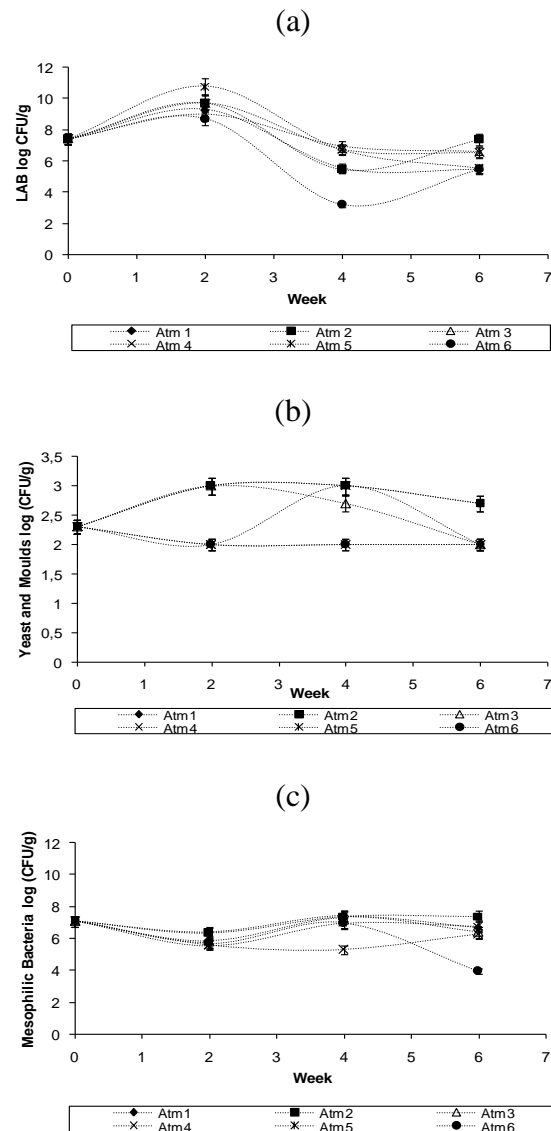 (a)
LAB log CFU/g
12
10
8
6
4
2
0
0 1 2 3 4 5 6 7
Week
Atm 1 Atm 2 Atm 3
Atm 4 Atm 5 Atm 6
(b)
Yeast and Moulds log (CFU/g)
3,5
3
2,5
2
1,5
1
0,5
0
0 1 2 3 4 5 6 7
Week
Atm1 Atm2 Atm3
Atm4 Atm5 Atm6
(c)
Mesophilic Bacteria log (CFU/g)
12
10
8
6
4
2
0
0 1 2 3 4 5 6 7
Week
Atm1 Atm2 Atm3
Atm4 Atm5 Atm6